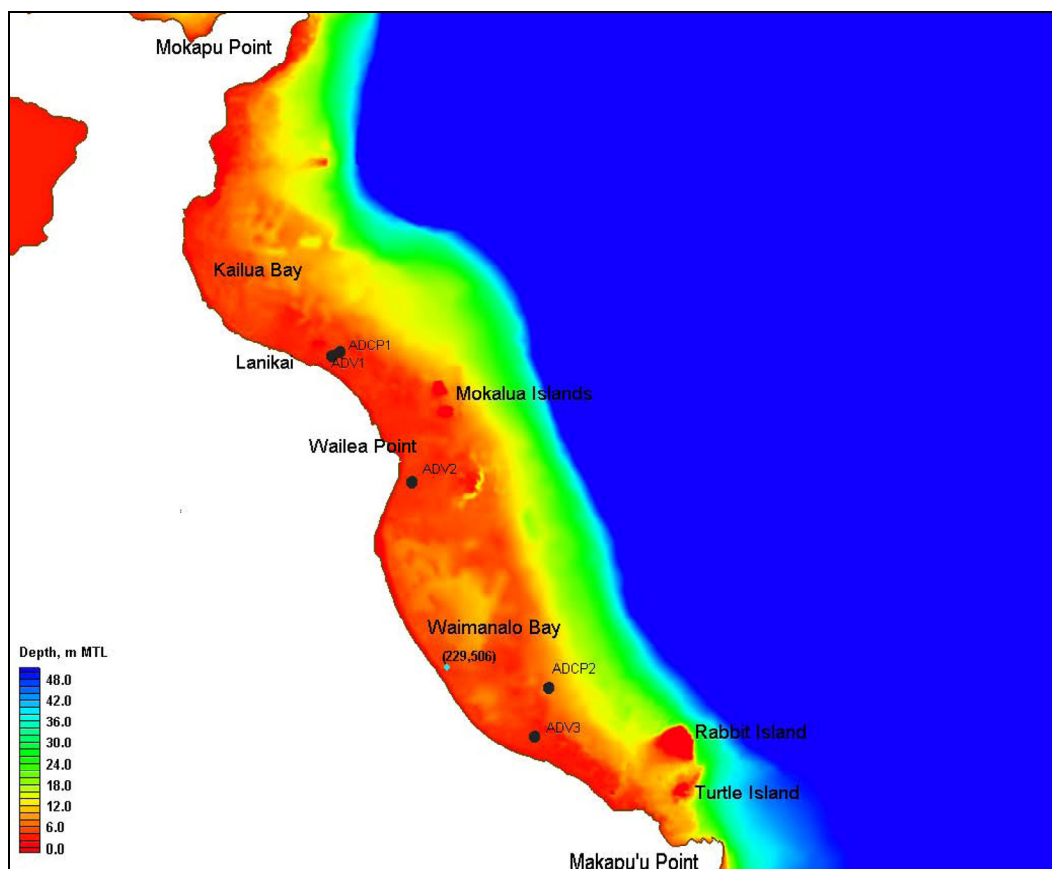 Mokapu Point
Kailua Bay
ADCP1
ADV1
Lanikai
Mokalua Islands
Wailea Point
ADV2
Waimanalo Bay
(229,506)
ADCP2
ADV3
Rabbit Island
Turtle Island
Makapu'u Point
Depth, m MTL
48.0
42.0
36.0
30.0
24.0
18.0
12.0
6.0
0.0